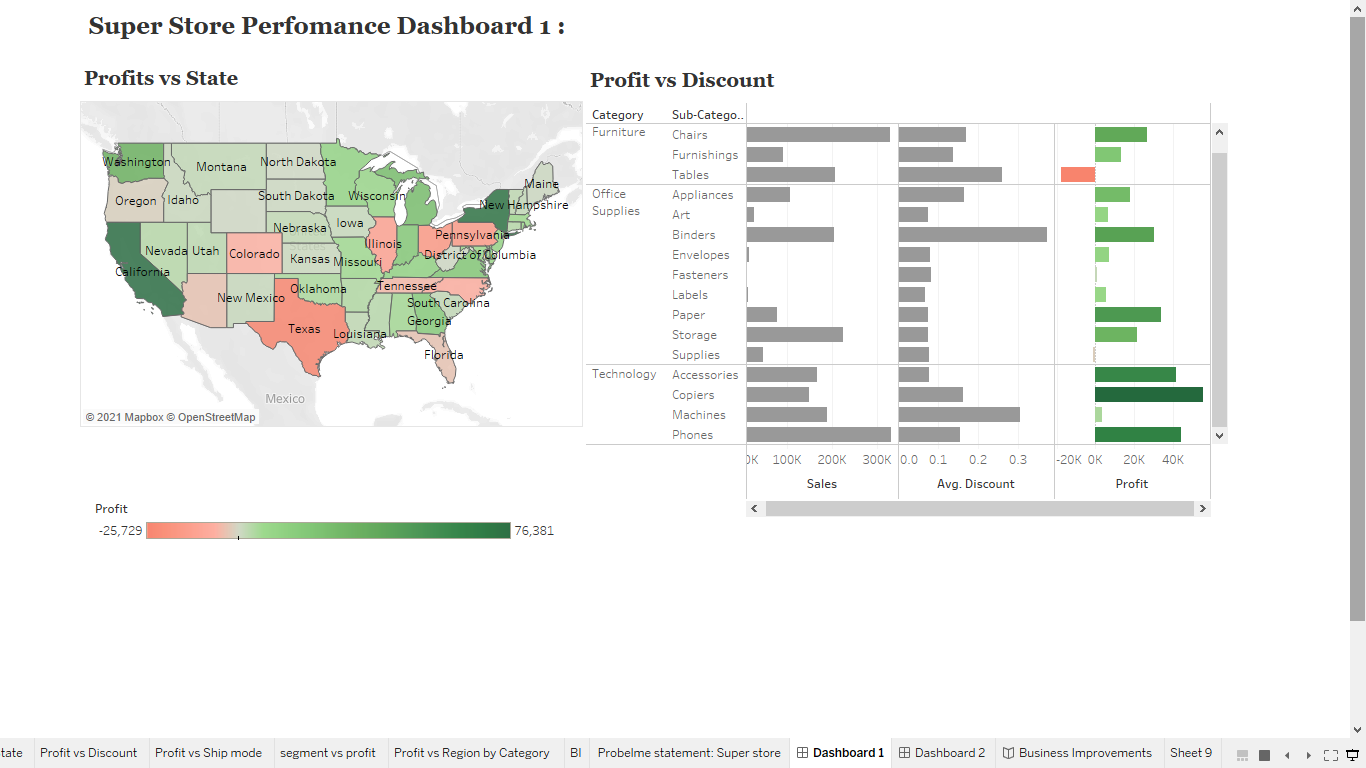 Super Store Perfomance Dashboard 1 :
Profits vs State
Profit vs Discount
Washington
Montana
North Dakota
Maine
Oregon
Idaho
South Dakota
Wisconsin
New Hampshire
Nebraska
Iowa
Pennsylvania
Nevada
Utah
Colorado
Kansas
Illinois
Missouri
District of Columbia
California
New Mexico
Oklahoma
Tennessee
South Carolina
Texas
Louisiana
Georgia
Florida
Mexico
© 2021 Mapbox © OpenStreetMap
Category Sub-Catego..
Furniture Chairs
Furnishings
Tables
Office Supplies Appliances
Art
Binders
Envelopes
Fasteners
Labels
Paper
Storage
Supplies
Technology Accessories
Copiers
Machines
Phones
0K 100K 200K 300K 0.0 0.1 0.2 0.3 -20K 0K 20K 40K
Sales Avg. Discount Profit
Profit
-25,729 76,381
tate Profit vs Discount Profit vs Ship mode segment vs profit Profit vs Region by Category BI Probelme statement: Super store Dashboard 1 Dashboard 2 Business Improvements Sheet 9